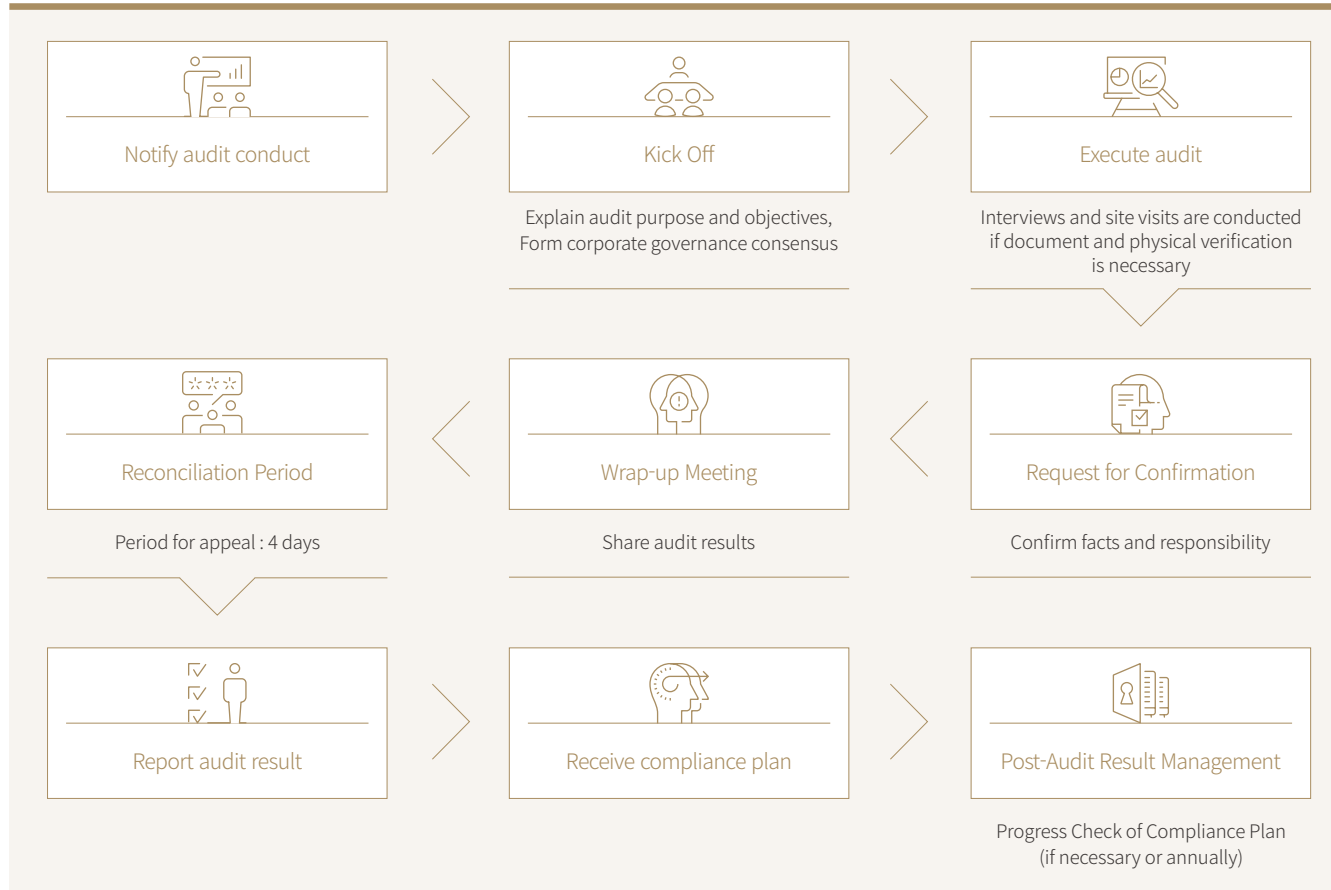 Notify audit conduct
Kick Off
Execute audit
Explain audit purpose and objectives,
Form corporate governance consensus
Interviews and site visits are conducted
if document and physical verification
is necessary
Reconciliation Period
Wrap-up Meeting
Request for Confirmation
Period for appeal : 4 days
Share audit results
Confirm facts and responsibility
Report audit result
Receive compliance plan
Post-Audit Result Management
Progress Check of Compliance Plan
(if necessary or annually)